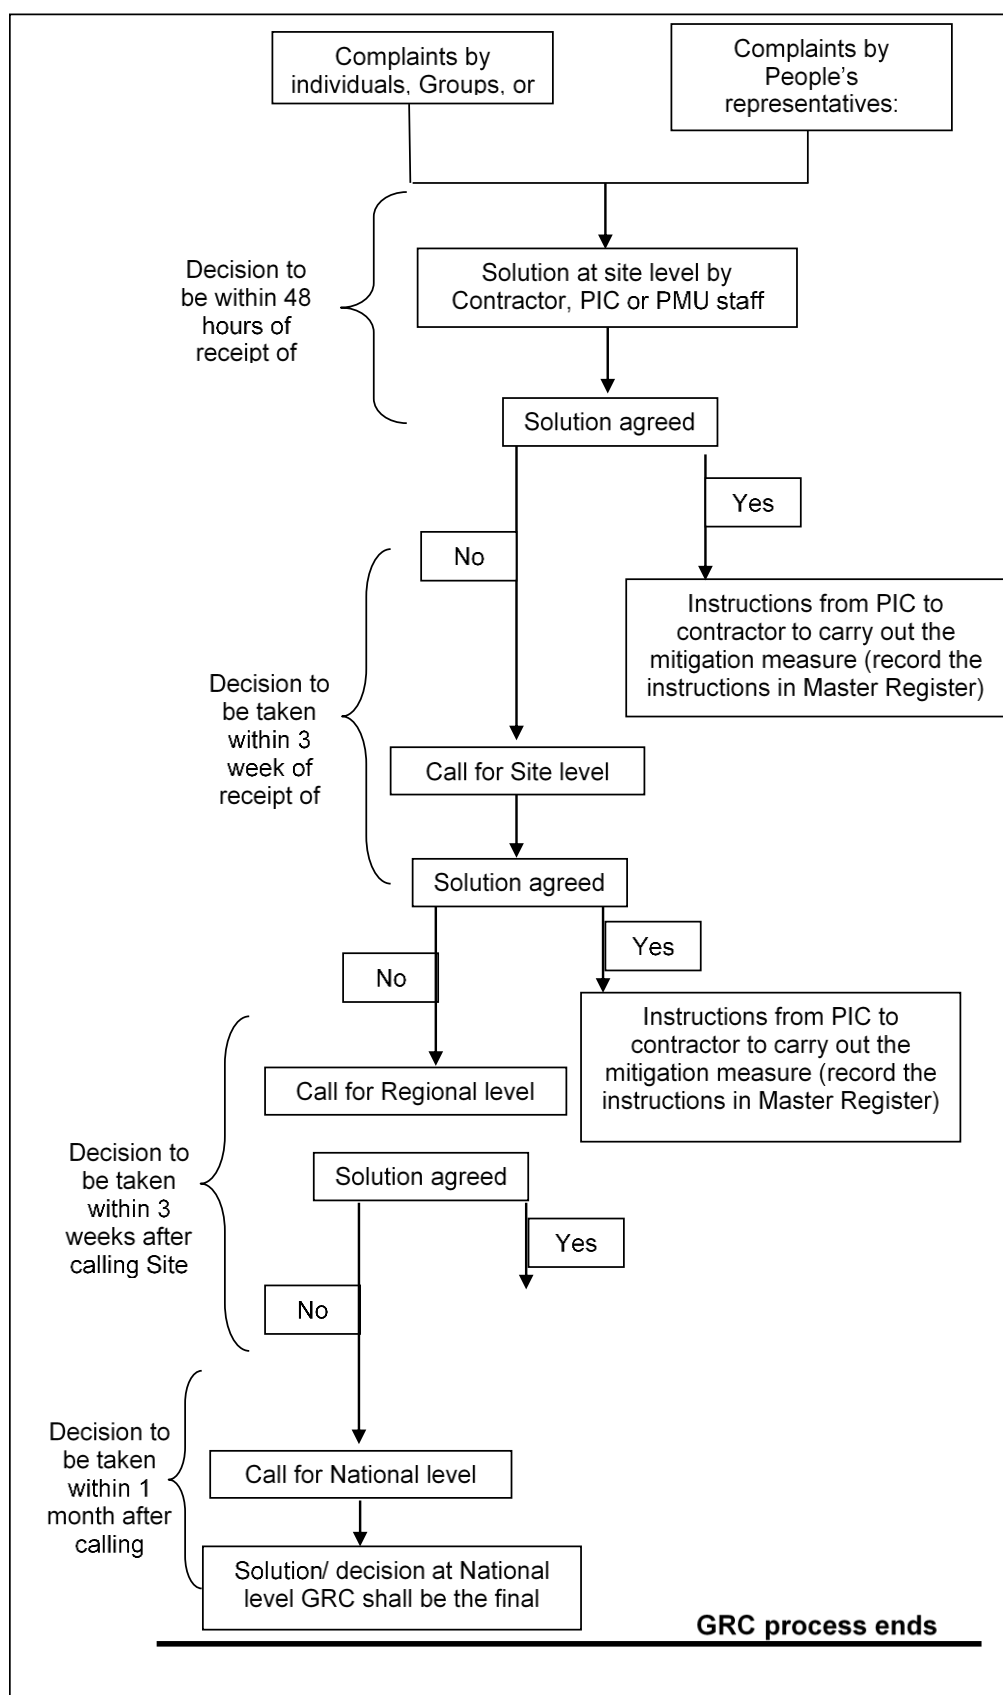 Complaints by
individuals, Groups, or
Complaints by
People’s
representatives:
Decision to
be within 48
hours of
receipt of
Solution at site level by
Contractor, PIC or PMU staff
Solution agreed
Yes
No
Instructions from PIC to
contractor to carry out the
mitigation measure (record the
instructions in Master Register)
Decision to
be taken
within 3
week of
receipt of
Call for Site level
Solution agreed
Yes
No
Instructions from PIC to
contractor to carry out the
mitigation measure (record the
instructions in Master Register)
Call for Regional level
Decision to
be taken
within 3
weeks after
calling Site
Solution agreed
Yes
No
Decision to
be taken
within 1
month after
calling
Call for National level
Solution/ decision at National
level GRC shall be the final
GRC process ends